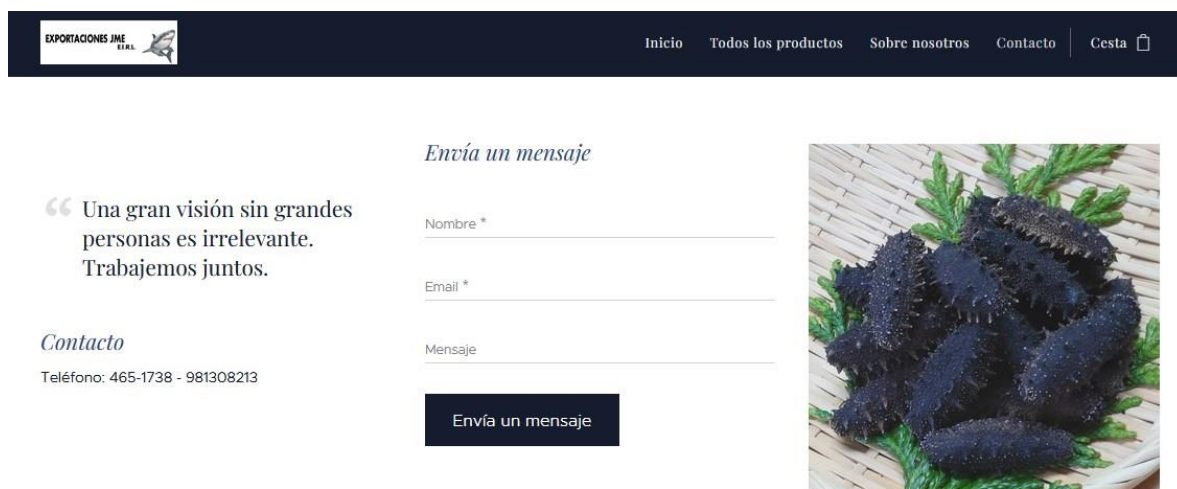 EXPORTACIONES JME
E.I.R.L.
Inicio Todos los productos Sobre nosotros Contacto Cesta
“ Una gran visión sin grandes
personas es irrelevante.
Trabajemos juntos.
Contacto
Teléfono: 465-1738 - 981308213
Envía un mensaje
Nombre *
Email *
Mensaje
Envía un mensaje